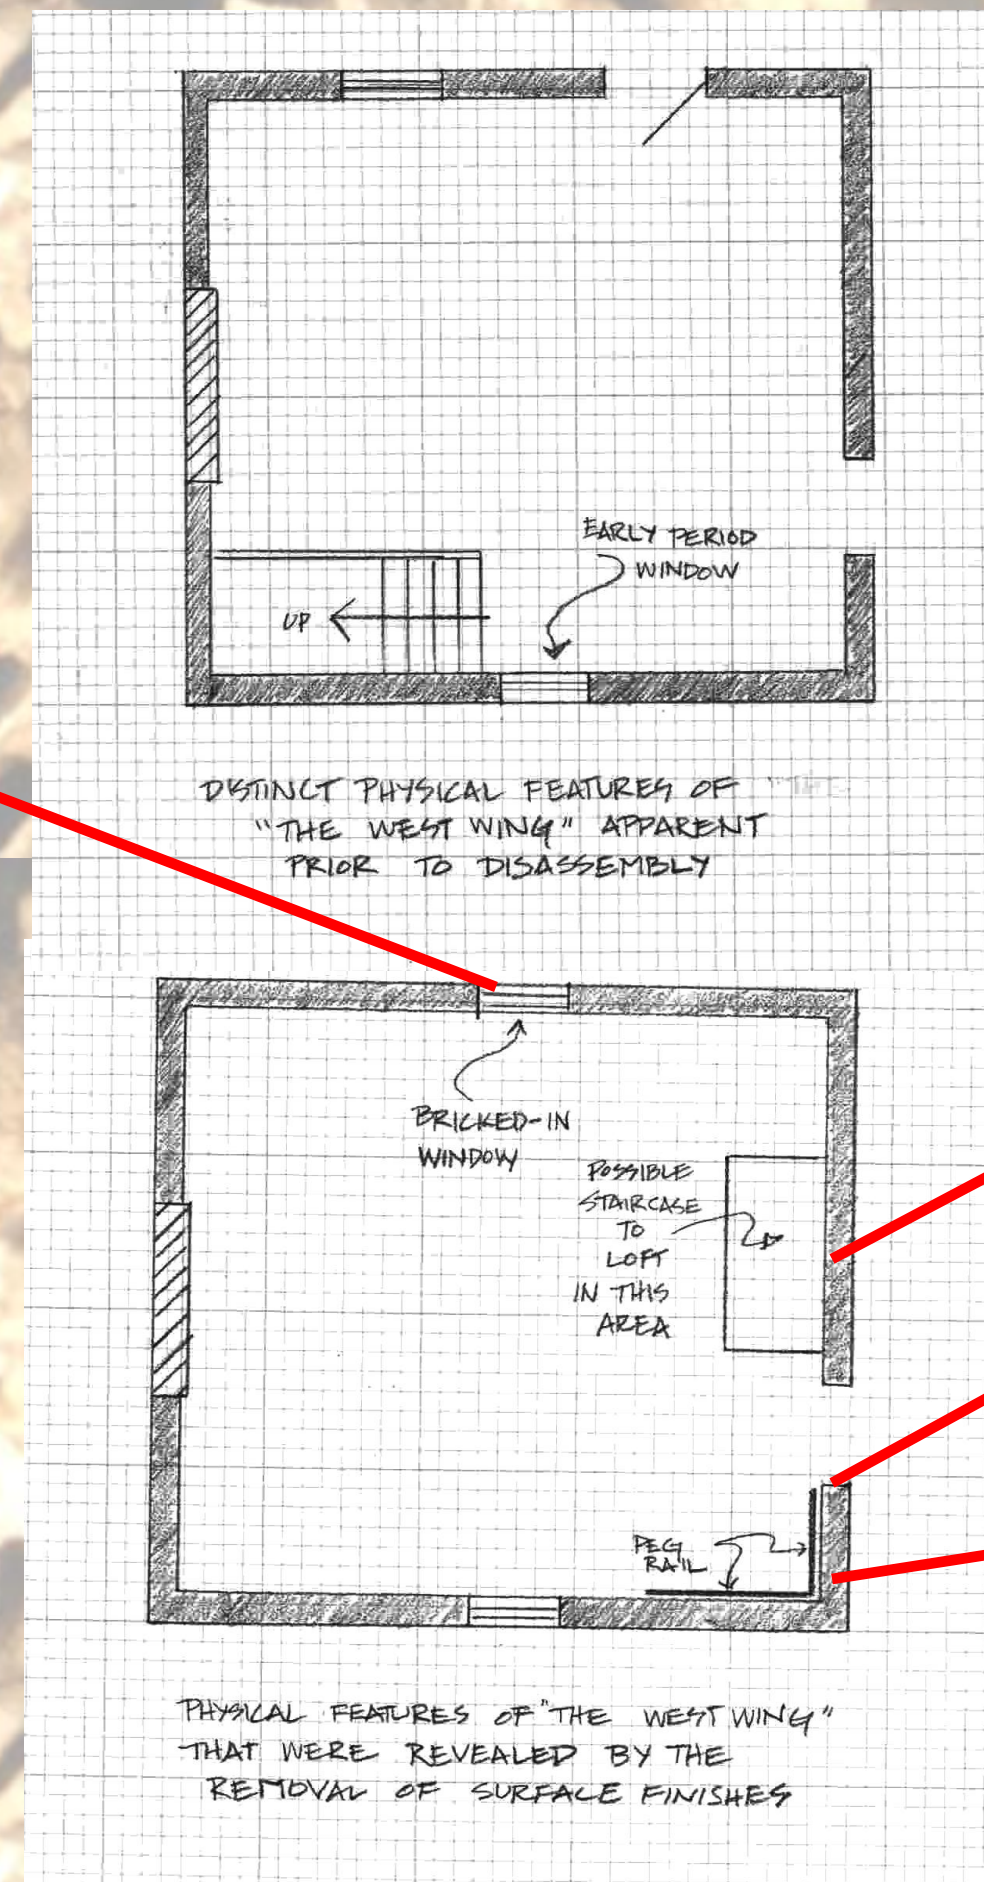 EARLY PERIOD
WINDOW
UP
DISTINCT PHYSICAL FEATURES OF
"THE WEST WING" APPARENT
PRIOR TO DISASSEMBLY
BRICKED-IN
WINDOW
POSSIBLE
STAIRCASE
TO
LOFT
IN THIS
AREA
PEG
RAIL
PHYSICAL FEATURES OF "THE WEST WING"
THAT WERE REVEALED BY THE
REMOVAL OF SURFACE FINISHES